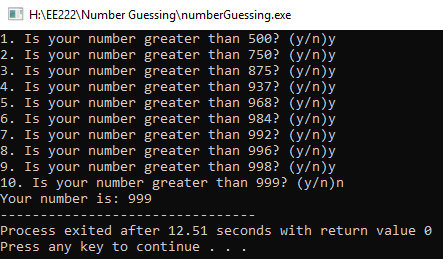 H:\EE222\Number Guessing\numberGuessing.exe
1. Is your number greater than 500? (y/n)y
2. Is your number greater than 750? (y/n)y
3. Is your number greater than 875? (y/n)y
4. Is your number greater than 937? (y/n)y
5. Is your number greater than 968? (y/n)y
6. Is your number greater than 984? (y/n)y
7. Is your number greater than 992? (y/n)y
8. Is your number greater than 996? (y/n)y
9. Is your number greater than 998? (y/n)y
10. Is your number greater than 999? (y/n)n
Your number is: 999
--------------------------------
Process exited after 12.51 seconds with return value 0
Press any key to continue . . .